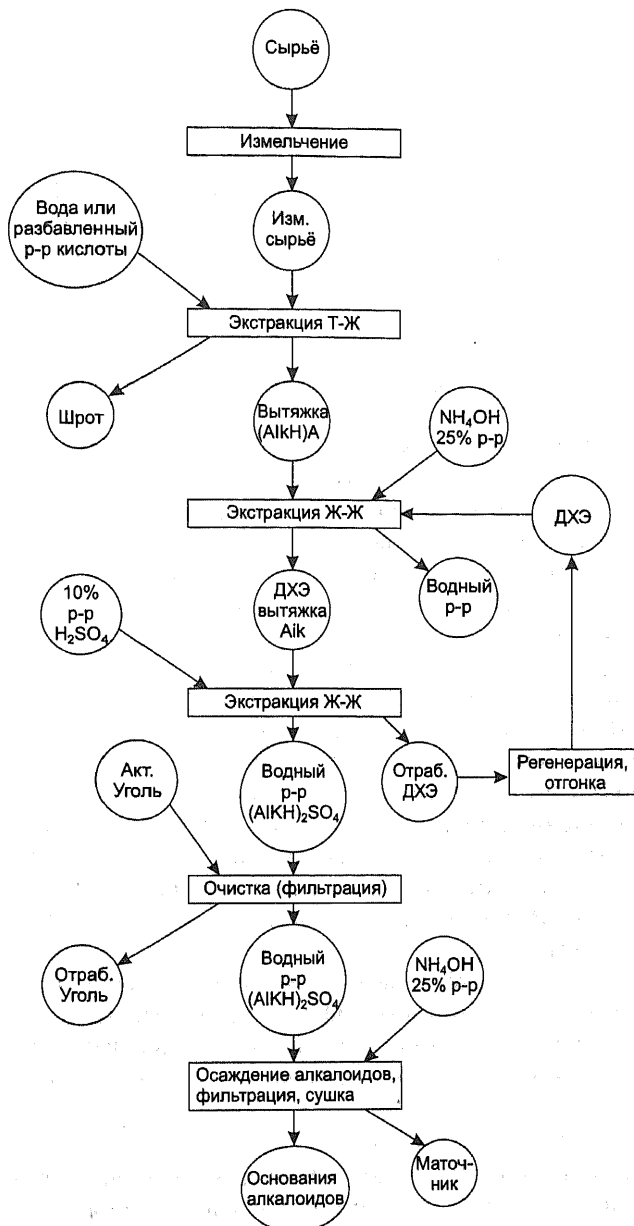 Сырьё
Измельчение
Вода или
разбавленный
р-р кислоты
Изм.
сырьё
Экстракция Т-Ж
Шрот
Вытяжка
(AlkH)A
NH₄OH
25% р-р
Экстракция Ж-Ж
ДХЭ
Водный
р-р
10%
р-р
H₂SO₄
ДХЭ
вытяжка
Aik
Экстракция Ж-Ж
Акт.
Уголь
Водный
р-р
(AlKH)₂SO₄
Отраб.
ДХЭ
Регенерация,
отгонка
Очистка (фильтрация)
Отраб.
Уголь
Водный
р-р
(AlKH)₂SO₄
NH₄OH
25% р-р
Осаждение алкалоидов,
фильтрация, сушка
Основания
алкалоидов
Маточ-
ник